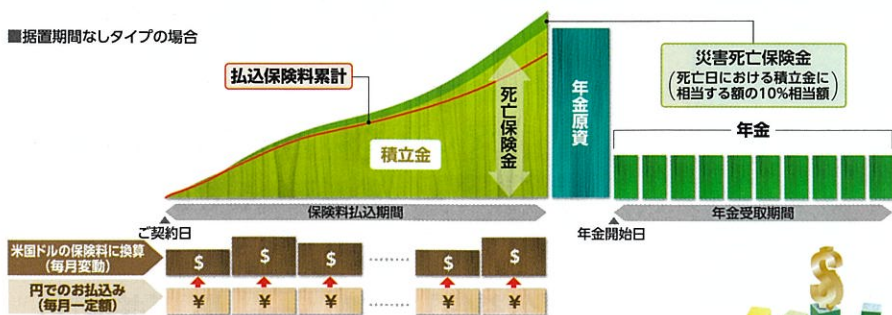 ■据置期間なしタイプの場合
払込保険料累計
積立金
死亡保険金
年金原資
災害死亡保険金
(死亡日における積立金に
相当する額の10%相当額)
年金
保険料払込期間
年金受取期間
ご契約日
年金開始日
米国ドルの保険料に換算
(毎月変動)
$ $ $ ……… $ $
円でのお払込み
(毎月一定額)
¥ ¥ ¥ ……… ¥ ¥
$